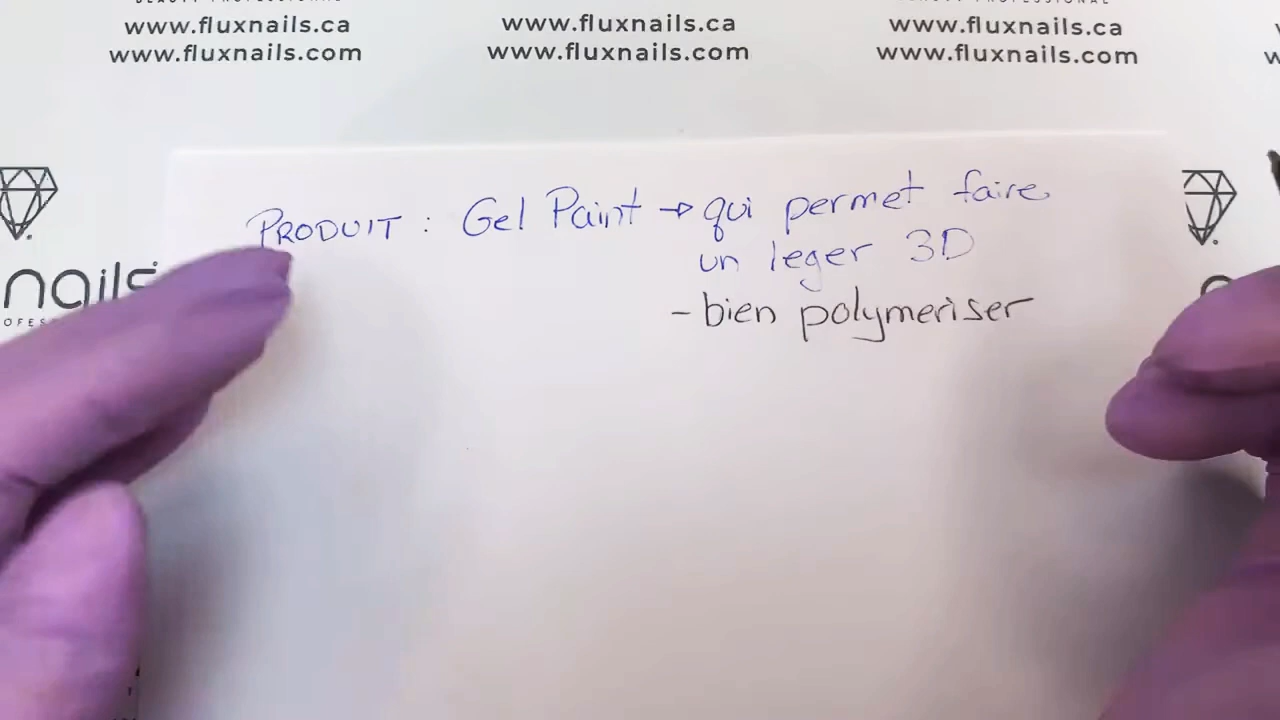 www.fluxnails.ca www.fluxnails.ca www.fluxnails.ca
www.fluxnails.com www.fluxnails.com www.fluxnails.com
PRODUIT : Gel Paint → qui permet faire
un leger 3D
- bien polymeriser
nails